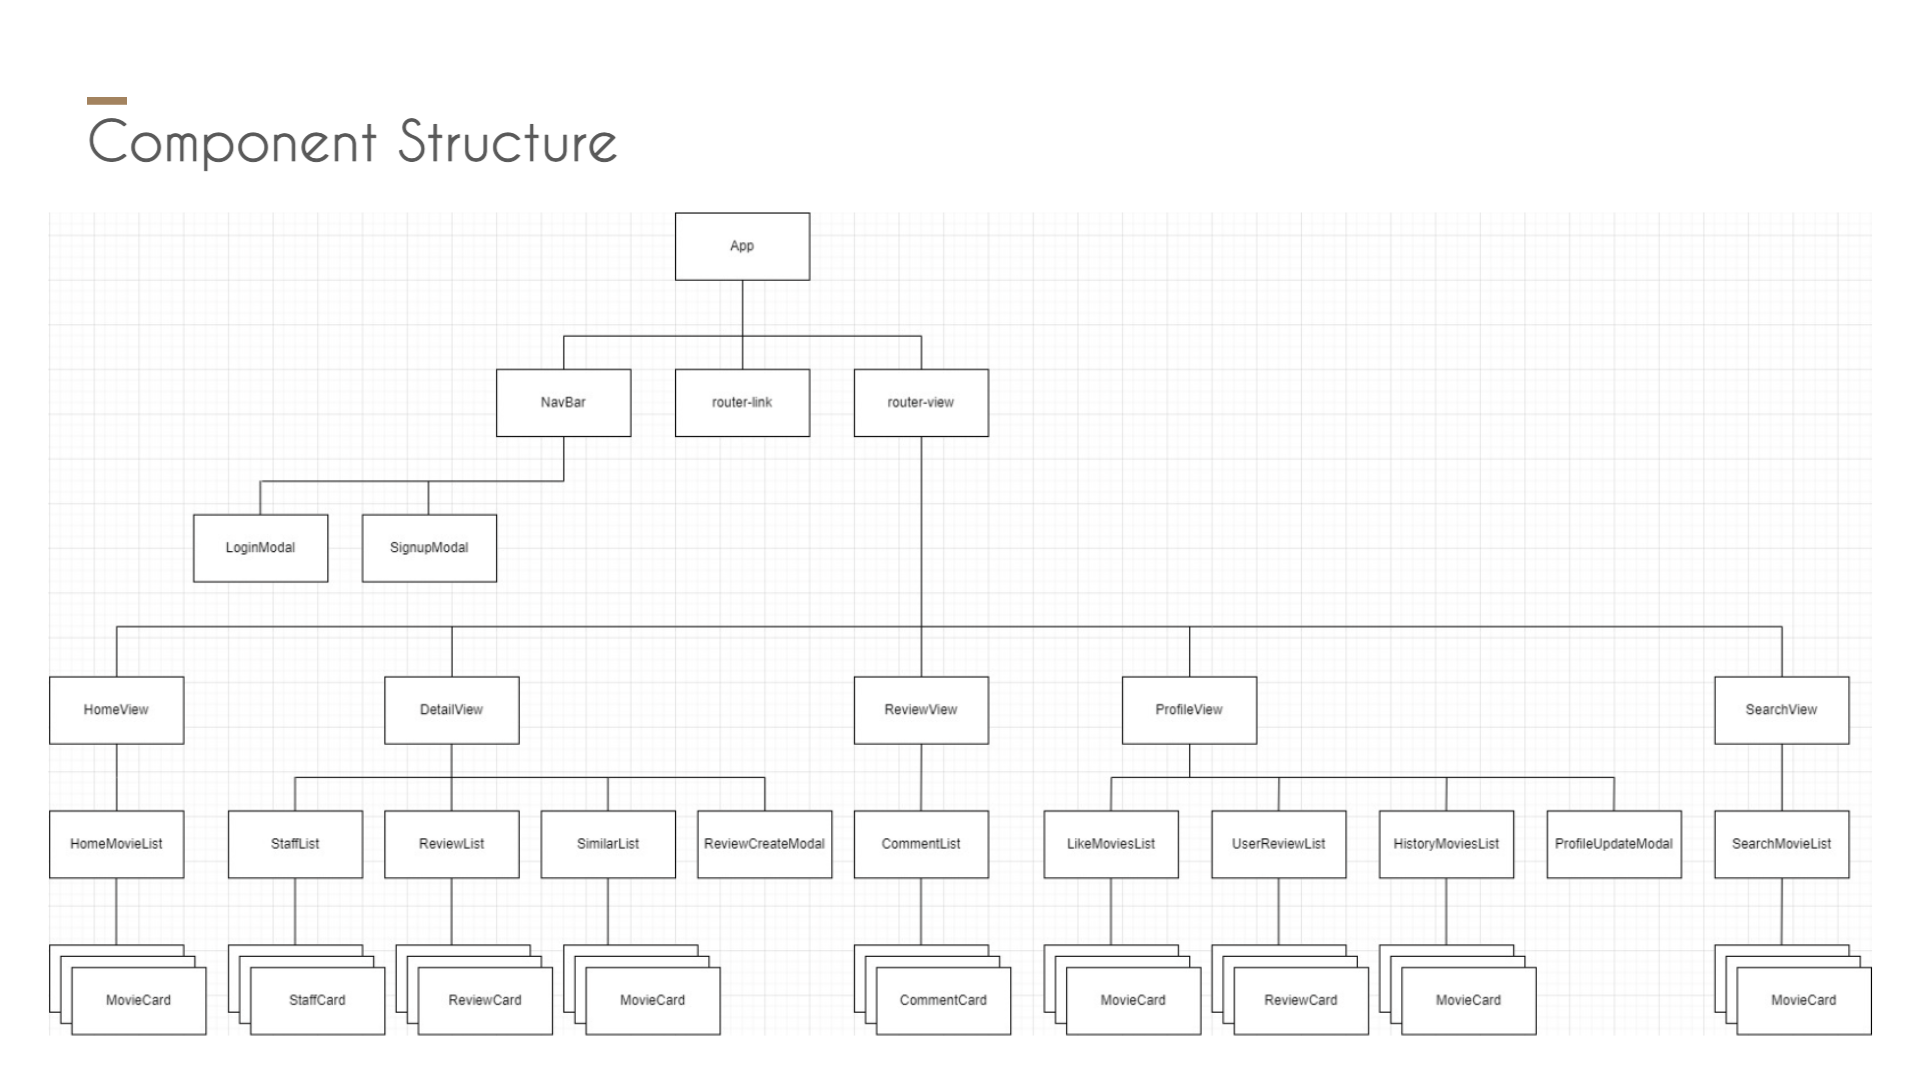 Component Structure
App
NavBar
router-link
router-view
LoginModal
SignupModal
HomeView
DetailView
ReviewView
ProfileView
SearchView
HomeMovieList
StaffList
ReviewList
SimilarList
ReviewCreateModal
CommentList
LikeMoviesList
UserReviewList
HistoryMoviesList
ProfileUpdateModal
SearchMovieList
MovieCard
StaffCard
ReviewCard
MovieCard
CommentCard
MovieCard
ReviewCard
MovieCard
MovieCard